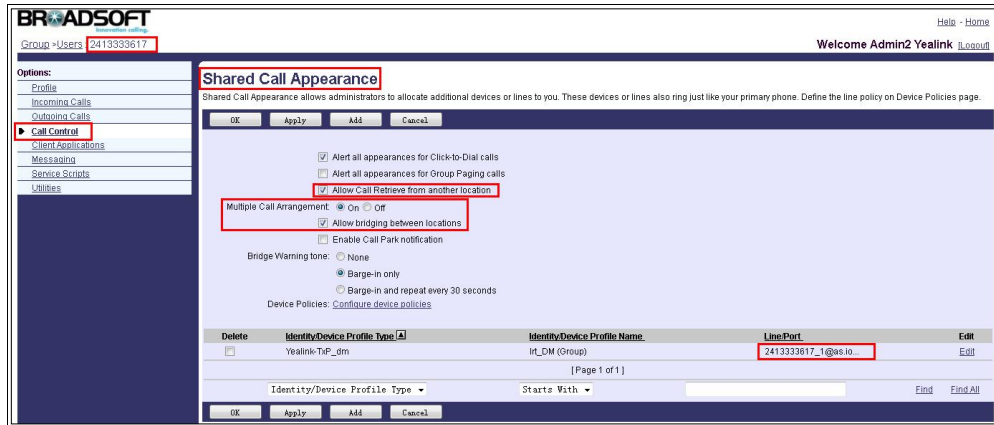 BROADSOFT
innovation calling.
Help - Home
Group >Users : 2413333617
Welcome Admin2 Yealink [Logout]
Options:
Profile
Incoming Calls
Outgoing Calls
Call Control
Client Applications
Messaging
Service Scripts
Utilities
Shared Call Appearance
Shared Call Appearance allows administrators to allocate additional devices or lines to you. These devices or lines also ring just like your primary phone. Define the line policy on Device Policies page.
OK Apply Add Cancel
Alert all appearances for Click-to-Dial calls
Alert all appearances for Group Paging calls
Allow Call Retrieve from another location
Multiple Call Arrangement: On Off
Allow bridging between locations
Enable Call Park notification
Bridge Warning tone: None
Barge-in only
Barge-in and repeat every 30 seconds
Device Policies: Configure device policies
Delete Identity/Device Profile Type Identity/Device Profile Name Line/Port Edit
Yealink-TxP_dm (Group) 2413333617_1@as.io... Edit
[ Page 1 of 1 ]
Identity/Device Profile Type Starts With Find Find All
OK Apply Add Cancel